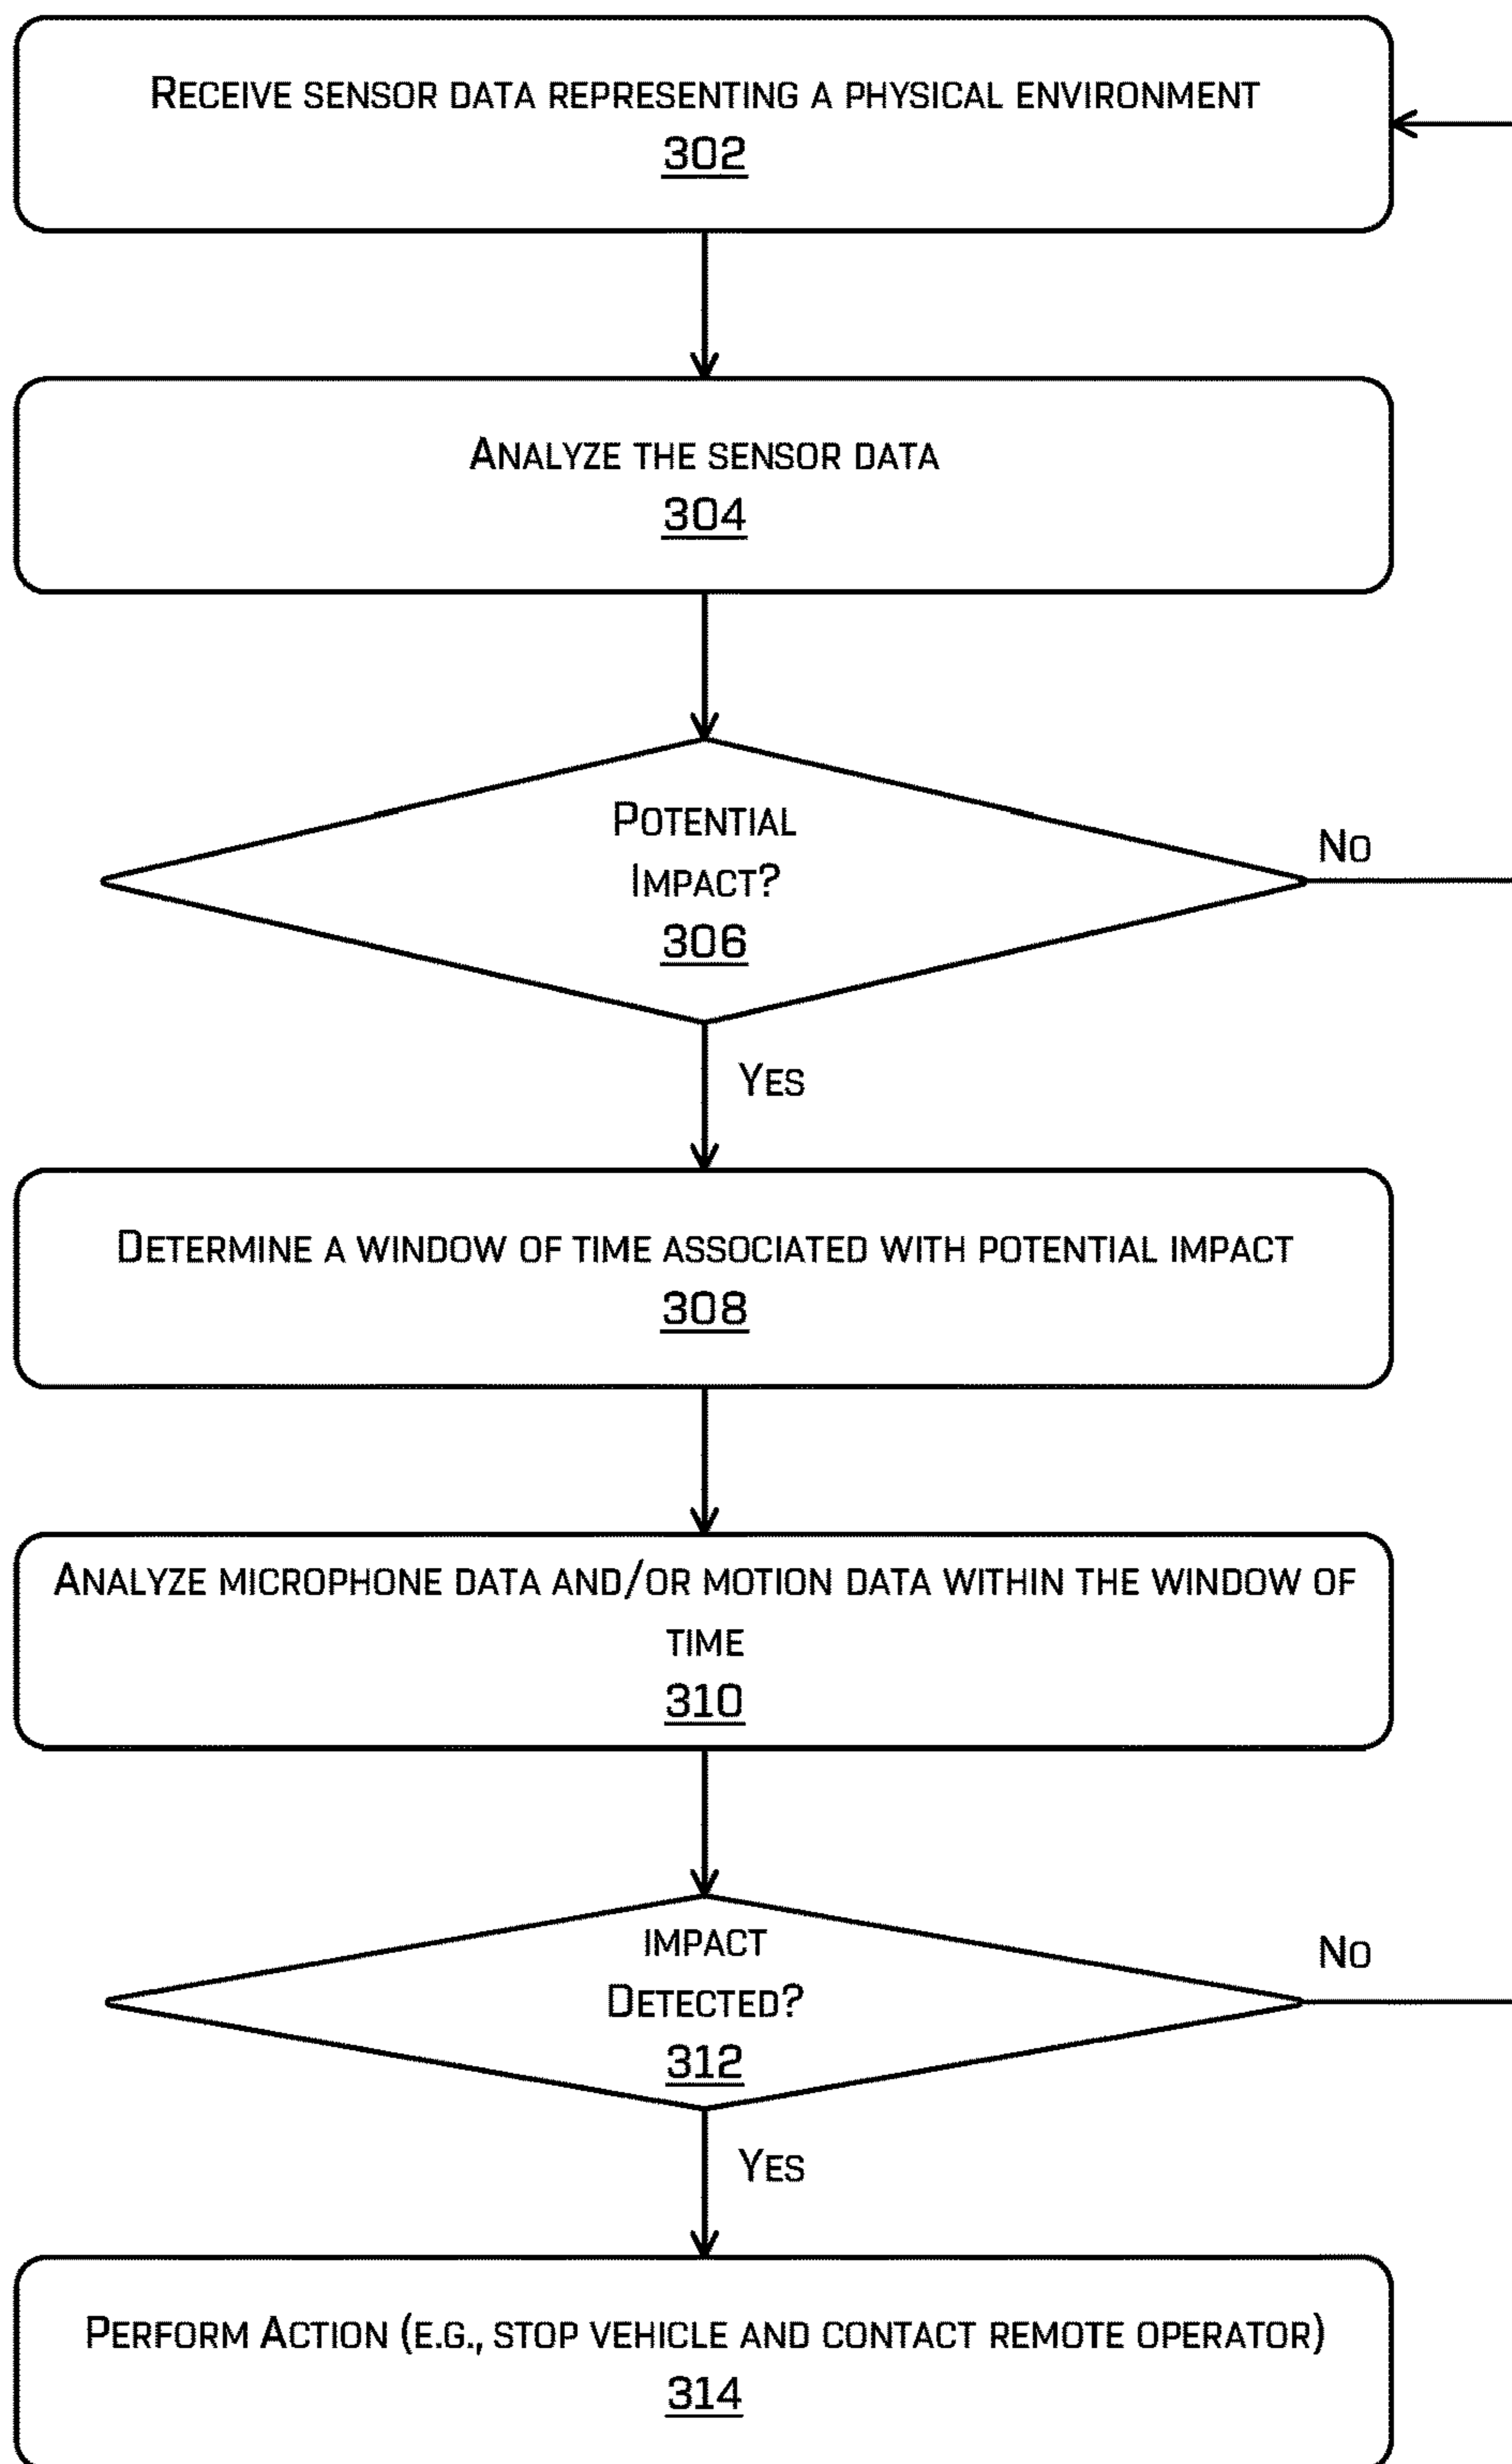 Receive sensor data representing a physical environment
302
Analyze the sensor data
304
Potential
Impact?
306
No
Yes
Determine a window of time associated with potential impact
308
Analyze microphone data and/or motion data within the window of
time
310
impact
Detected?
312
No
Yes
Perform Action (e.g., stop vehicle and contact remote operator)
314